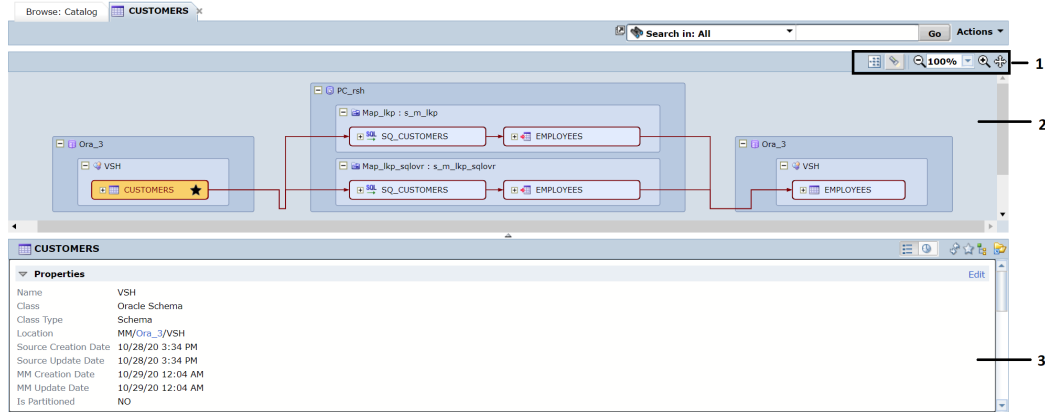 Browse: Catalog
CUSTOMERS
Search in: All
Go
Actions
100%
1
PC_rsh
Map_lkp : s_m_lkp
SQL SQ_CUSTOMERS
EMPLOYEES
2
Ora_3
Ora_3
VSH
Map_lkp_sqlovr : s_m_lkp_sqlovr
VSH
CUSTOMERS
SQL SQ_CUSTOMERS
EMPLOYEES
EMPLOYEES
CUSTOMERS
Properties
Edit
Name VSH
Class Oracle Schema
Class Type Schema
Location MM/Ora_3/VSH
Source Creation Date 10/28/20 3:34 PM
Source Update Date 10/28/20 3:34 PM
3
MM Creation Date 10/29/20 12:04 AM
MM Update Date 10/29/20 12:04 AM
Is Partitioned NO